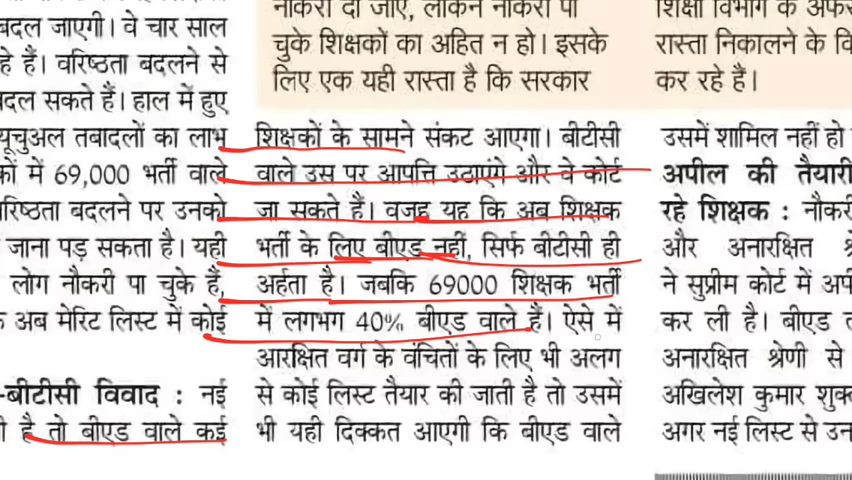 बदल जाएगी। वे चार साल
हे हैं। वरिष्ठता बदलने से
बदल सकते हैं। हाल में हुए
यूचुअल तबादलों का लाभ
कों में 69,000 भर्ती वाले
रिष्ठता बदलने पर उनको
जाना पड़ सकता है। यही
लोग नौकरी पा चुके हैं,
अब मेरिट लिस्ट में कोई
-बीटीसी विवाद : नई
है तो बीएड वाले कई
नौकरी दी जाए, लेकिन नौकरी पा
चुके शिक्षकों का अहित न हो। इसके
लिए एक यही रास्ता है कि सरकार
शिक्षकों के सामने संकट आएगा। बीटीसी
वाले उस पर आपत्ति उठाएंगे और वे कोर्ट
जा सकते हैं। वजह यह कि अब शिक्षक
भर्ती के लिए बीएड नहीं, सिर्फ बीटीसी ही
अर्हता है। जबकि 69000 शिक्षक भर्ती
में लगभग 40% बीएड वाले हैं। ऐसे में
आरक्षित वर्ग के वंचितों के लिए भी अलग
से कोई लिस्ट तैयार की जाती है तो उसमें
भी यही दिक्कत आएगी कि बीएड वाले
शिक्षा विभाग के अफस
रास्ता निकालने के वि
कर रहे हैं।
उसमें शामिल नहीं हो
अपील की तैयारी
रहे शिक्षक : नौकरी
और अनारक्षित श्रे
ने सुप्रीम कोर्ट में अपी
कर ली है। बीएड त
अनारक्षित श्रेणी से
अखिलेश कुमार शुक्ल
अगर नई लिस्ट से उन